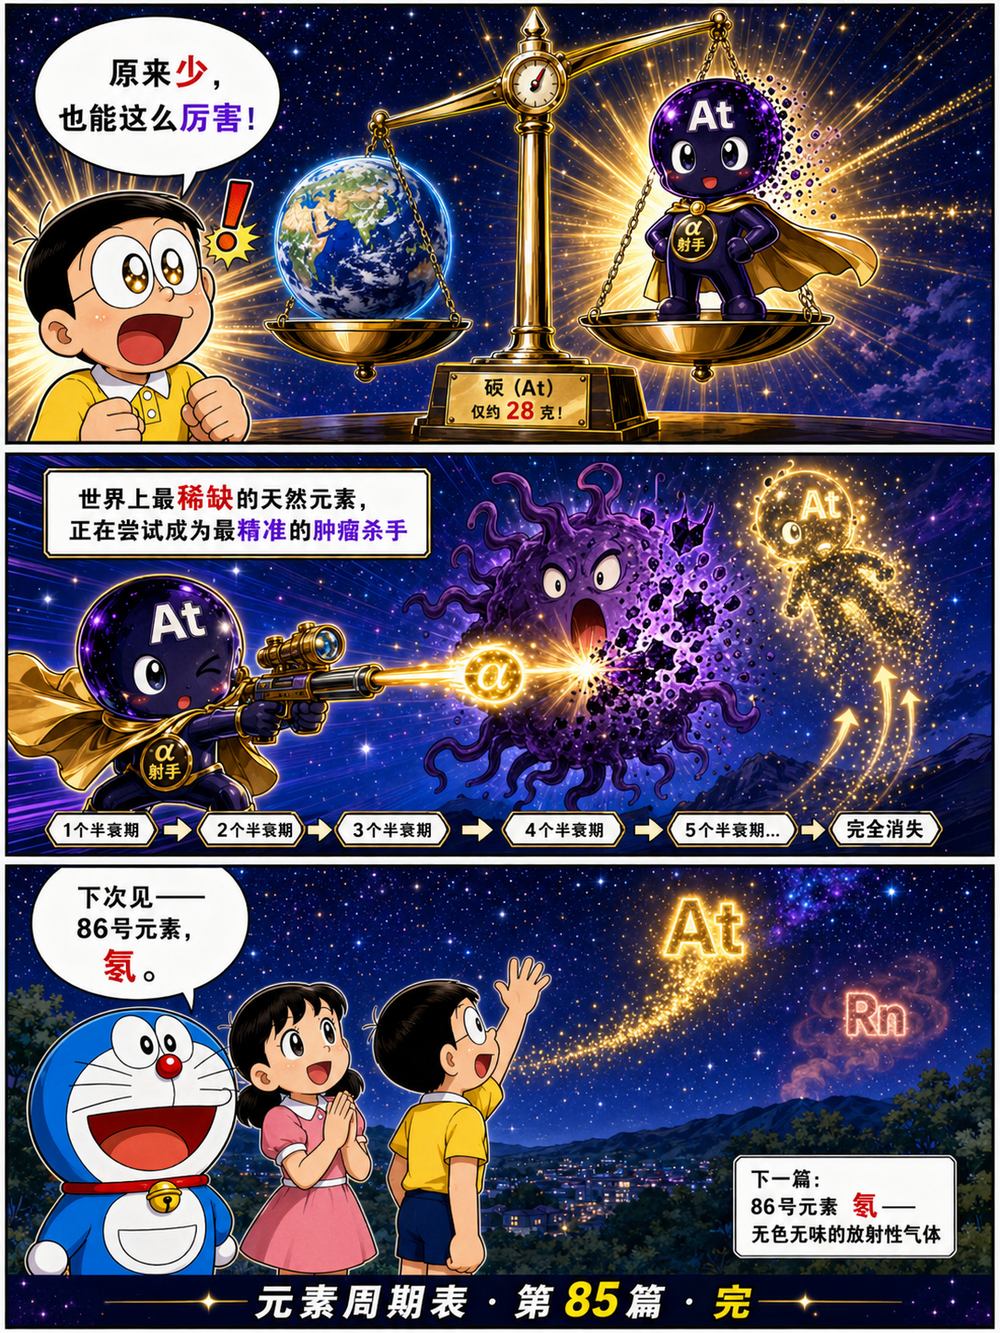 原来少，
也能这么厉害！
At
α
射手
砹（At）
仅约 28 克！
世界上最稀缺的天然元素，
正在尝试成为最精准的肿瘤杀手
At
At
α
α
射手
1个半衰期
2个半衰期
3个半衰期
4个半衰期
5个半衰期...
完全消失
下次见——
86号元素，
氡。
At
Rn
下一篇：
86号元素 氡——
无色无味的放射性气体
元素周期表·第85篇·完